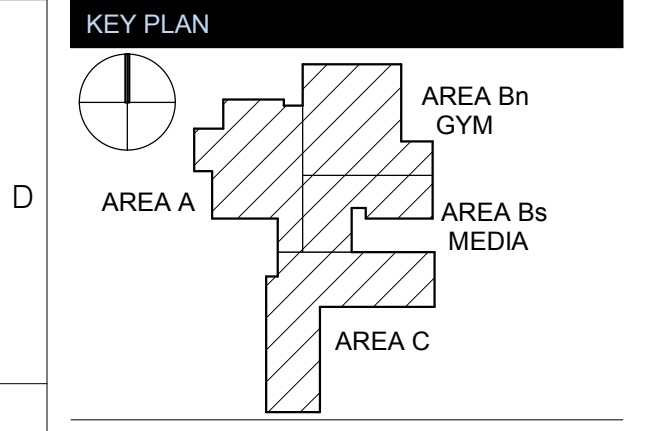 KEY PLAN
AREA Bn
GYM
D
AREA A
AREA Bs
MEDIA
AREA C